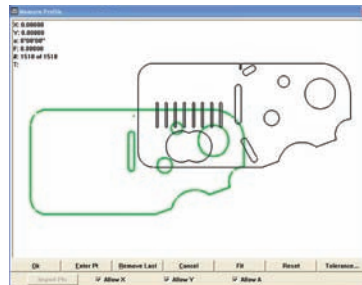 Measure Profile
X: 0.00000
Y: 0.00000
a: 0°00'00"
F: 0.00000
#: 1510 of 1510
T:
Ok Enter Pt Remove Last Cancel Fit Reset Tolerance...
Import Pts Allow X Allow Y Allow A